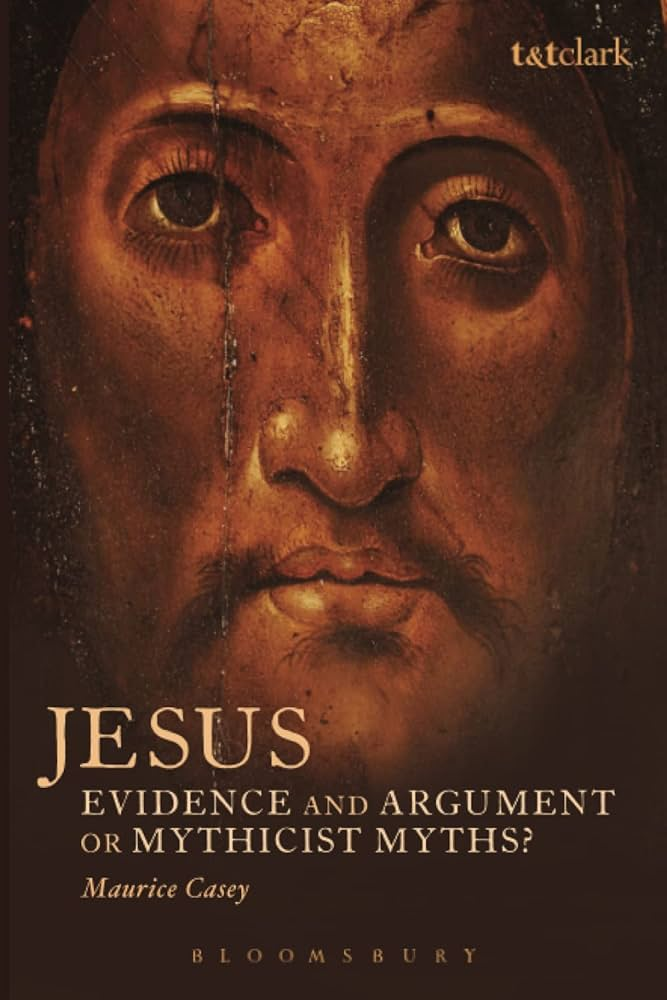 t&tclark
JESUS
EVIDENCE AND ARGUMENT
OR MYTHICIST MYTHS?
Maurice Casey
BLOOMSBURY